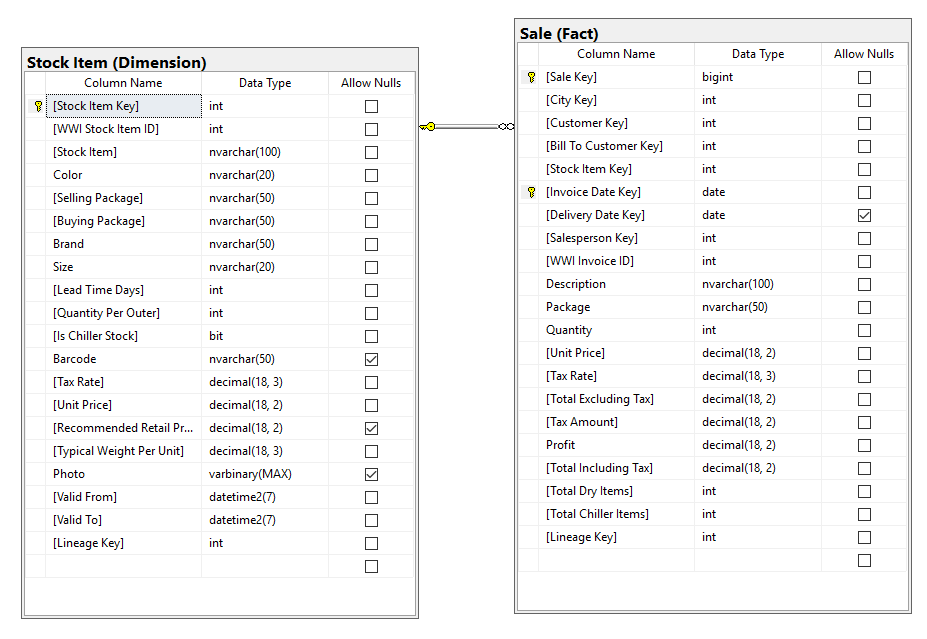 Stock Item (Dimension)
Column Name Data Type Allow Nulls
[Stock Item Key] int
[WWI Stock Item ID] int
[Stock Item] nvarchar(100)
Color nvarchar(20)
[Selling Package] nvarchar(50)
[Buying Package] nvarchar(50)
Brand nvarchar(50)
Size nvarchar(20)
[Lead Time Days] int
[Quantity Per Outer] int
[Is Chiller Stock] bit
Barcode nvarchar(50)
[Tax Rate] decimal(18, 3)
[Unit Price] decimal(18, 2)
[Recommended Retail Pr... decimal(18, 2)
[Typical Weight Per Unit] decimal(18, 3)
Photo varbinary(MAX)
[Valid From] datetime2(7)
[Valid To] datetime2(7)
[Lineage Key] int
Sale (Fact)
Column Name Data Type Allow Nulls
[Sale Key] bigint
[City Key] int
[Customer Key] int
[Bill To Customer Key] int
[Stock Item Key] int
[Invoice Date Key] date
[Delivery Date Key] date
[Salesperson Key] int
[WWI Invoice ID] int
Description nvarchar(100)
Package nvarchar(50)
Quantity int
[Unit Price] decimal(18, 2)
[Tax Rate] decimal(18, 3)
[Total Excluding Tax] decimal(18, 2)
[Tax Amount] decimal(18, 2)
Profit decimal(18, 2)
[Total Including Tax] decimal(18, 2)
[Total Dry Items] int
[Total Chiller Items] int
[Lineage Key] int